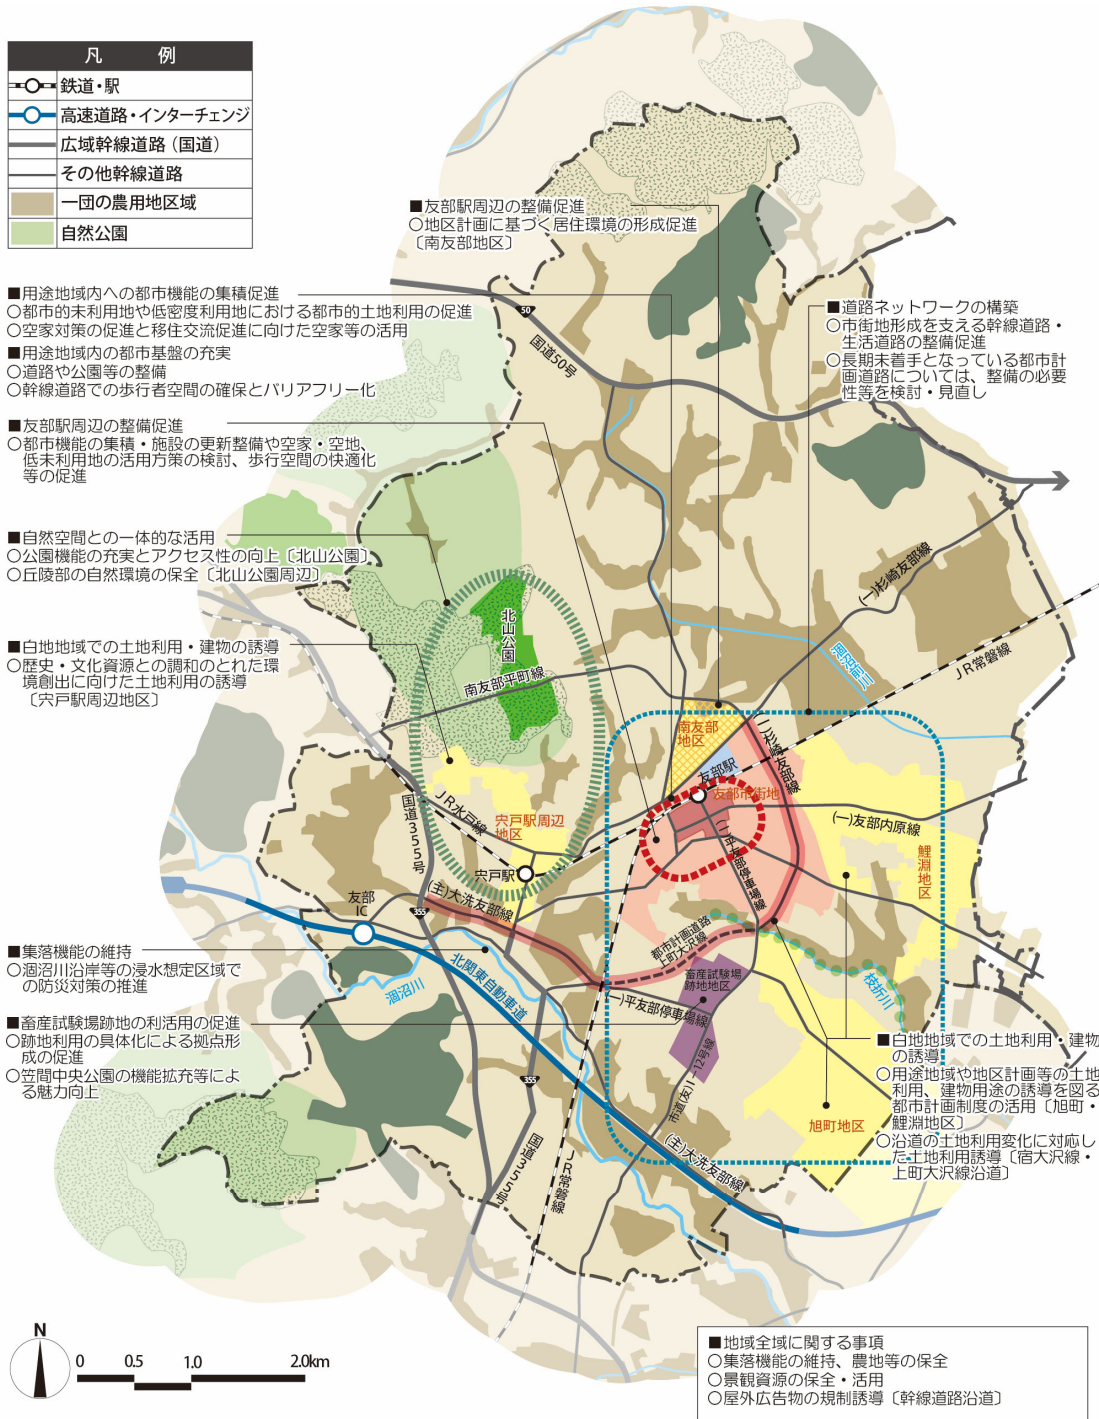 凡例
鉄道・駅
高速道路・インターチェンジ
広域幹線道路（国道）
その他幹線道路
一団の農用地区域
自然公園
■友部駅周辺の整備促進
○地区計画に基づく居住環境の形成促進
〔南友部地区〕
■用途地域内への都市機能の集積促進
○都市的未利用地や低密度利用地における都市的土地利用の促進
○空家対策の促進と移住交流促進に向けた空家等の活用
■用途地域内の都市基盤の充実
○道路や公園等の整備
○幹線道路での歩行者空間の確保とバリアフリー化
■道路ネットワークの構築
○市街地形成を支える幹線道路・
生活道路の整備促進
○長期未着手となっている都市計
画道路については、整備の必要
性等を検討・見直し
■友部駅周辺の整備促進
○都市機能の集積・施設の更新整備や空家・空地、
低未利用地の活用方策の検討、歩行空間の快適化
等の促進
■自然空間との一体的な活用
○公園機能の充実とアクセス性の向上〔北山公園〕
○丘陵部の自然環境の保全〔北山公園周辺〕
■白地地域での土地利用・建物の誘導
○歴史・文化資源との調和のとれた環
境創出に向けた土地利用の誘導
〔宍戸駅周辺地区〕
50
国道50号
(一)杉崎友部線
涸沼前川
JR常磐線
北山公園
南友部平町線
南友部
地区
(一)杉崎友部線
友部駅
友部市街地
JR水戸線
国道355号
宍戸駅周辺
地区
宍戸駅
(一)平友部停車場線
(一)友部内原線
鯉淵地区
友部
IC
355
(主)大洗友部線
都市計画道路
上町大沢線
北関東自動車道
涸沼川
畜産試験場
跡地地区
(一)平友部停車場線
枝折川
■集落機能の維持
○涸沼川沿岸等の浸水想定区域で
の防災対策の推進
■畜産試験場跡地の利活用の促進
○跡地利用の具体化による拠点形
成の促進
○笠間中央公園の機能拡充等によ
る魅力向上
市道(友)1ー12号線
355
国道355号
JR常磐線
(主)大洗友部線
旭町地区
■白地地域での土地利用・建物
の誘導
○用途地域や地区計画等の土地
利用、建物用途の誘導を図る
都市計画制度の活用〔旭町・
鯉淵地区〕
○沿道の土地利用変化に対応し
た土地利用誘導〔宿大沢線・
上町大沢線沿道〕
N
0 0.5 1.0 2.0km
■地域全域に関する事項
○集落機能の維持、農地等の保全
○景観資源の保全・活用
○屋外広告物の規制誘導〔幹線道路沿道〕